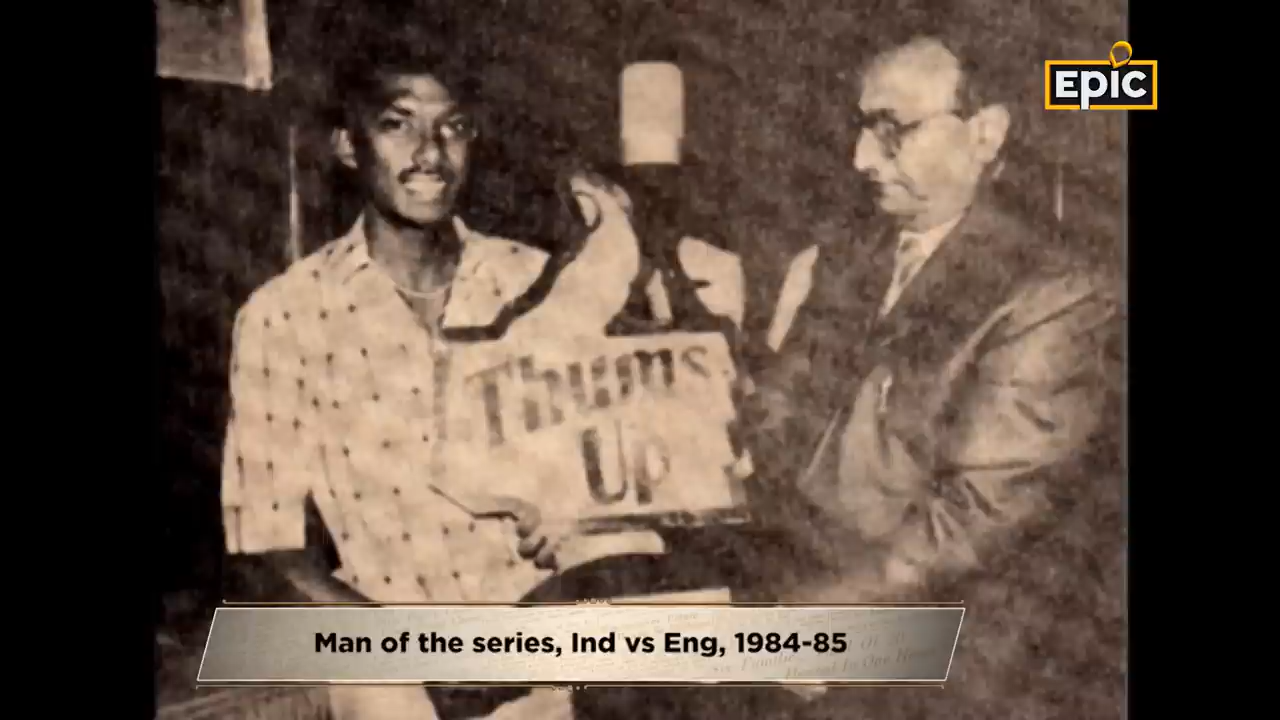 EPIC
Thums
Up
Man of the series, Ind vs Eng, 1984-85